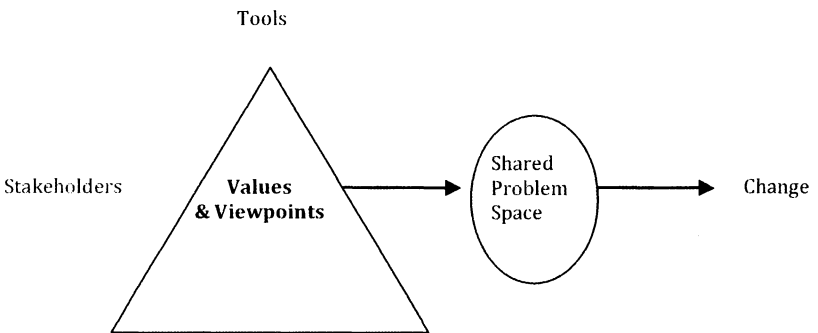 Tools
Stakeholders
Values
& Viewpoints
Shared
Problem
Space
Change